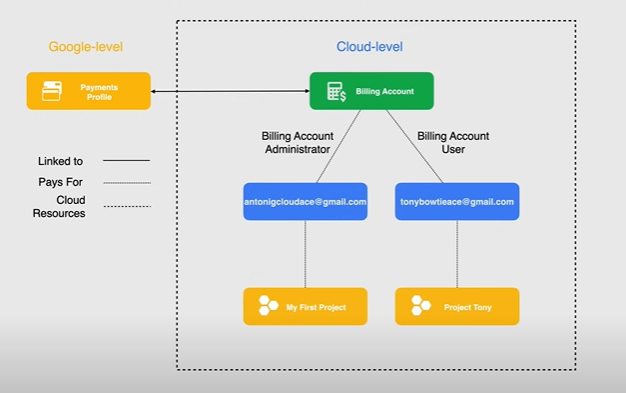 Google-level
Cloud-level
Payments
Profile
Billing Account
Billing Account
Administrator
Billing Account
User
Linked to
Pays For
Cloud
Resources
antonigcloudace@gmail.com
tonybowtieace@gmail.com
My First Project
Project Tony